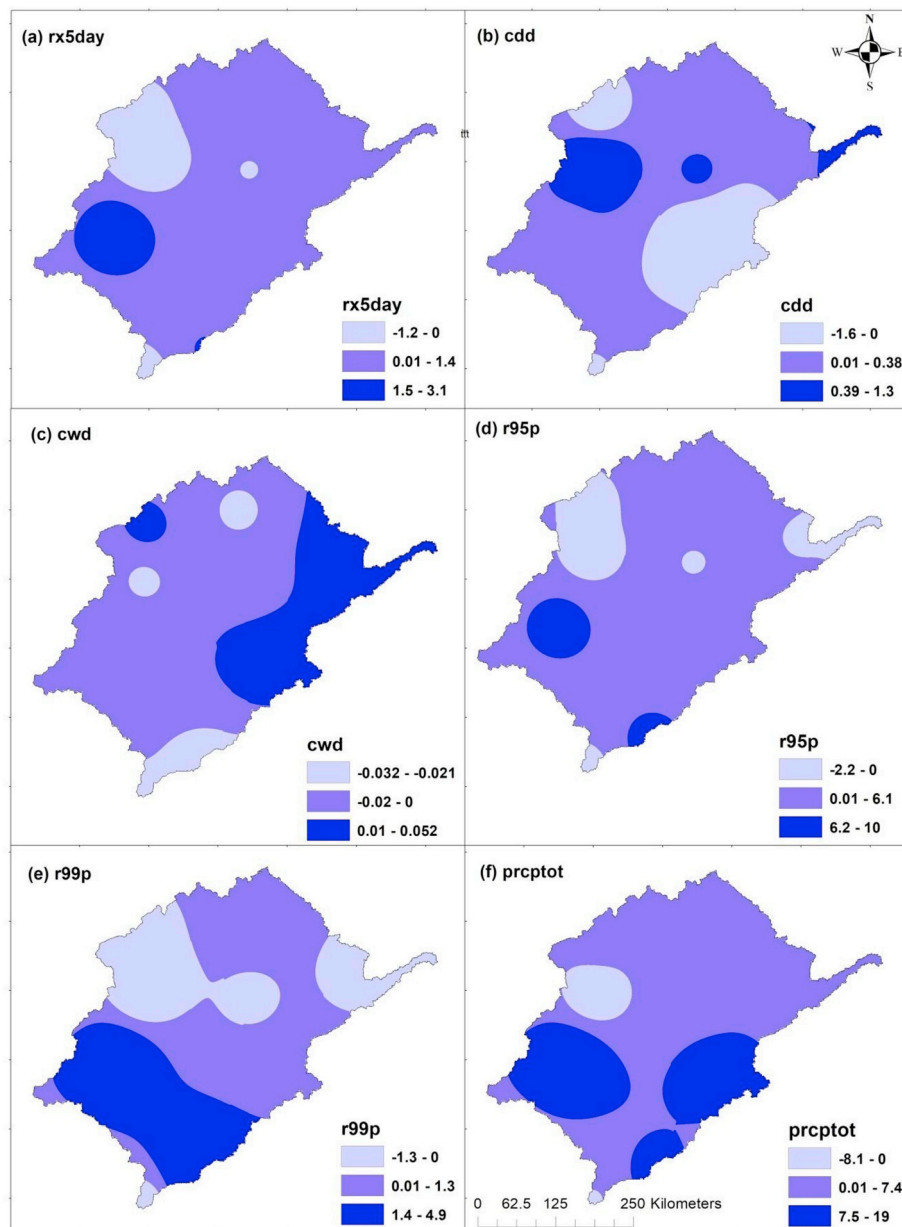 (a) rx5day
rx5day
-1.2 - 0
0.01 - 1.4
1.5 - 3.1
(b) cdd
N
W
E
S
cdd
-1.6 - 0
0.01 - 0.38
0.39 - 1.3
(c) cwd
cwd
-0.032 - -0.021
-0.02 - 0
0.01 - 0.052
(d) r95p
r95p
-2.2 - 0
0.01 - 6.1
6.2 - 10
(e) r99p
r99p
-1.3 - 0
0.01 - 1.3
1.4 - 4.9
(f) prcptot
prcptot
-8.1 - 0
0.01 - 7.4
7.5 - 19
0 62.5 125 250 Kilometers